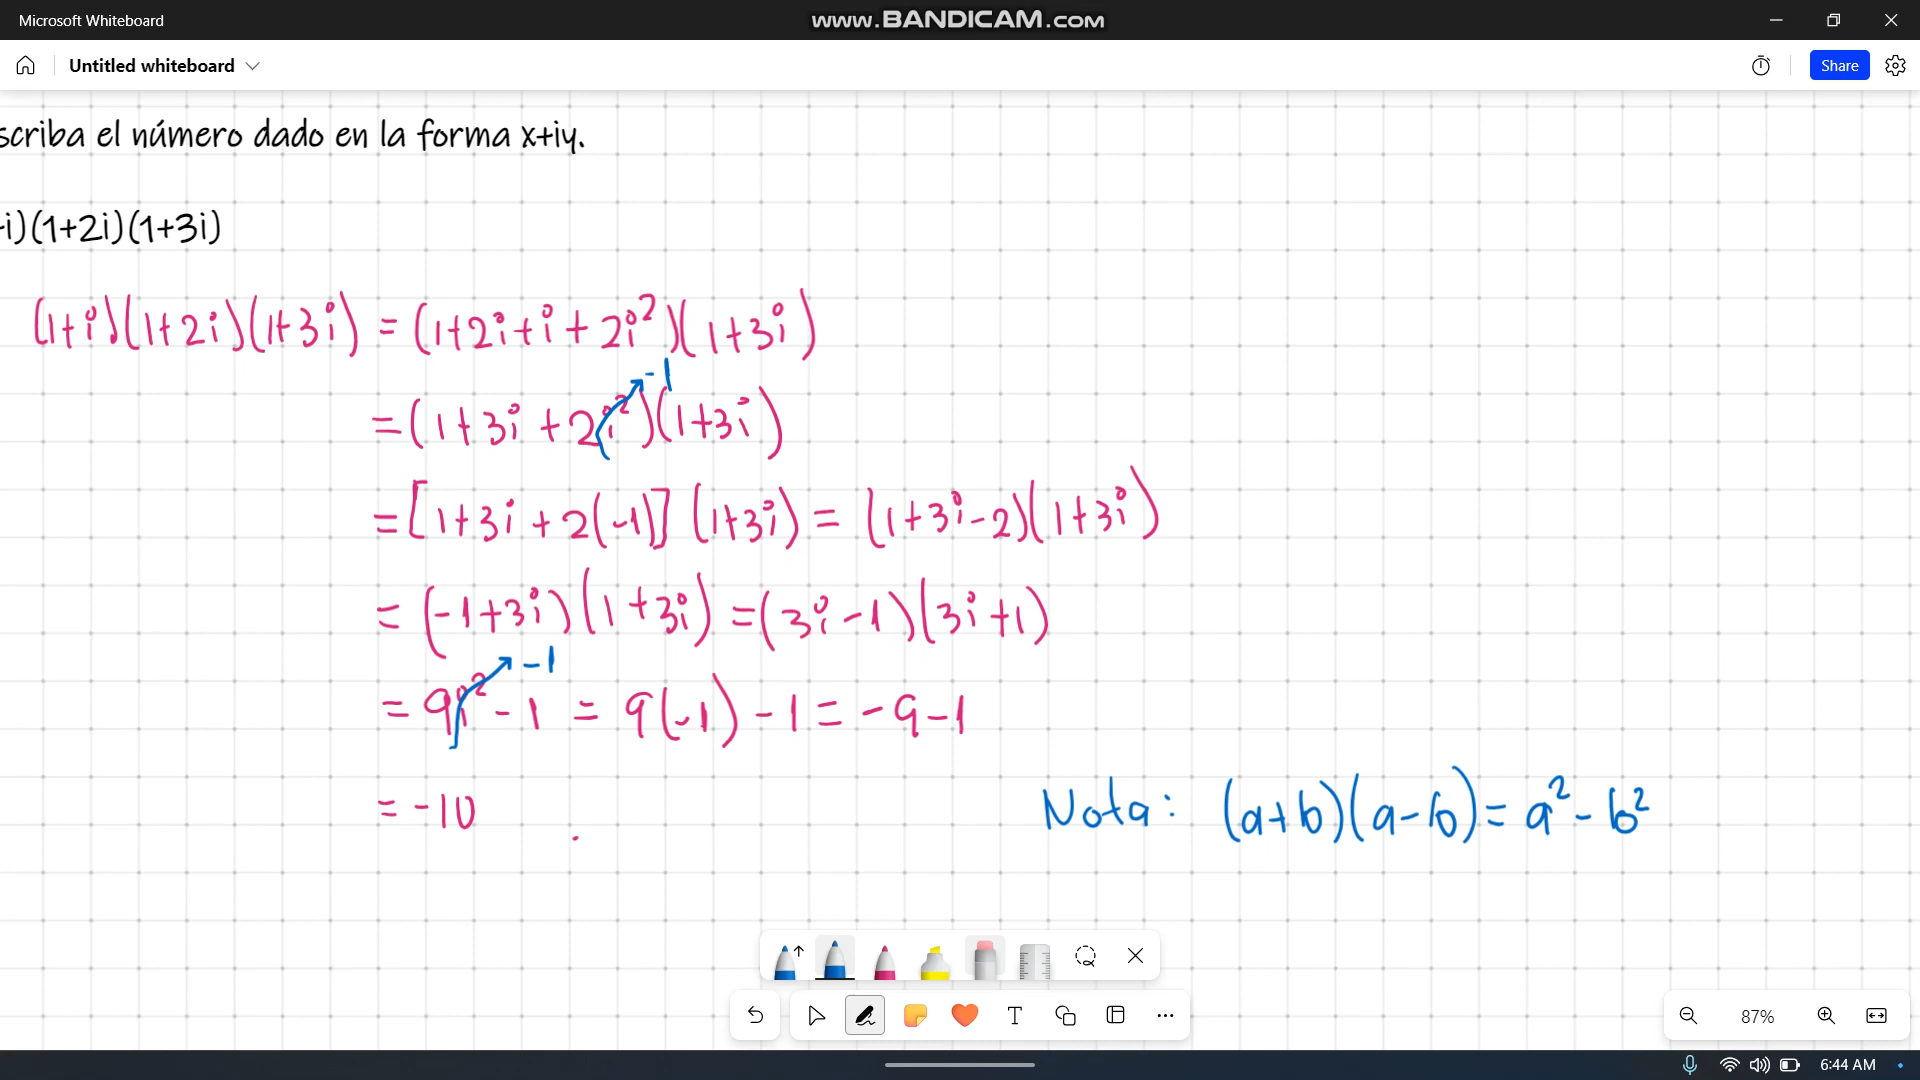 Microsoft Whiteboard
www.BANDICAM.com
Untitled whiteboard
Share
scriba el número dado en la forma x+iy.
+i)(1+2i)(1+3i)
(1+i)(1+2i)(1+3i) = (1+2i+i+2i²)(1+3i)
-1
= (1+3i+2i²)(1+3i)
= [1+3i+2(-1)](1+3i) = (1+3i-2)(1+3i)
= (-1+3i)(1+3i) = (3i-1)(3i+1)
-1
= 9i²-1 = 9(-1)-1 = -9-1
= -10
Nota: (a+b)(a-b) = a²-b²
87%
6:44 AM